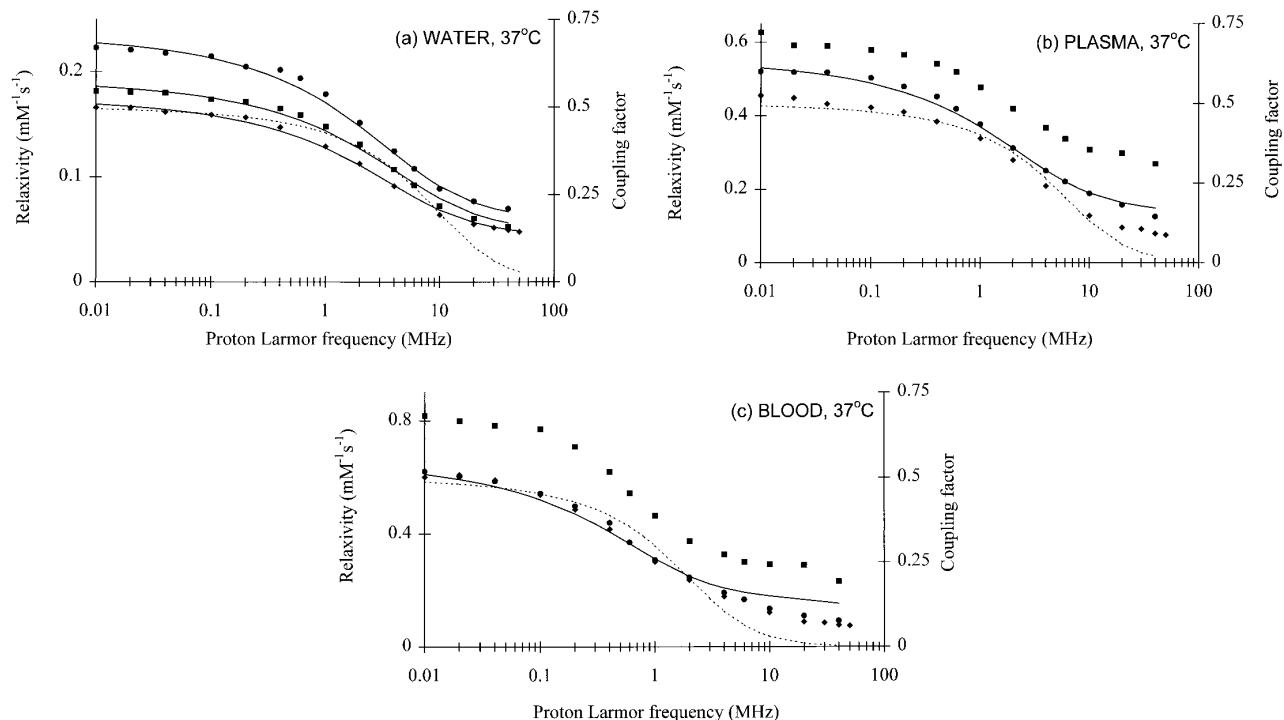 (a) WATER, 37°C
Relaxivity (mM⁻¹s⁻¹)
0.2
0.1
0
0.75
0.5
0.25
0
Coupling factor
0.01 0.1 1 10 100
Proton Larmor frequency (MHz)
(b) PLASMA, 37°C
Relaxivity (mM⁻¹s⁻¹)
0.6
0.4
0.2
0
0.75
0.5
0.25
0
Coupling factor
0.01 0.1 1 10 100
Proton Larmor frequency (MHz)
(c) BLOOD, 37°C
Relaxivity (mM⁻¹s⁻¹)
0.8
0.4
0
0.75
0.5
0.25
0
Coupling factor
0.01 0.1 1 10 100
Proton Larmor frequency (MHz)